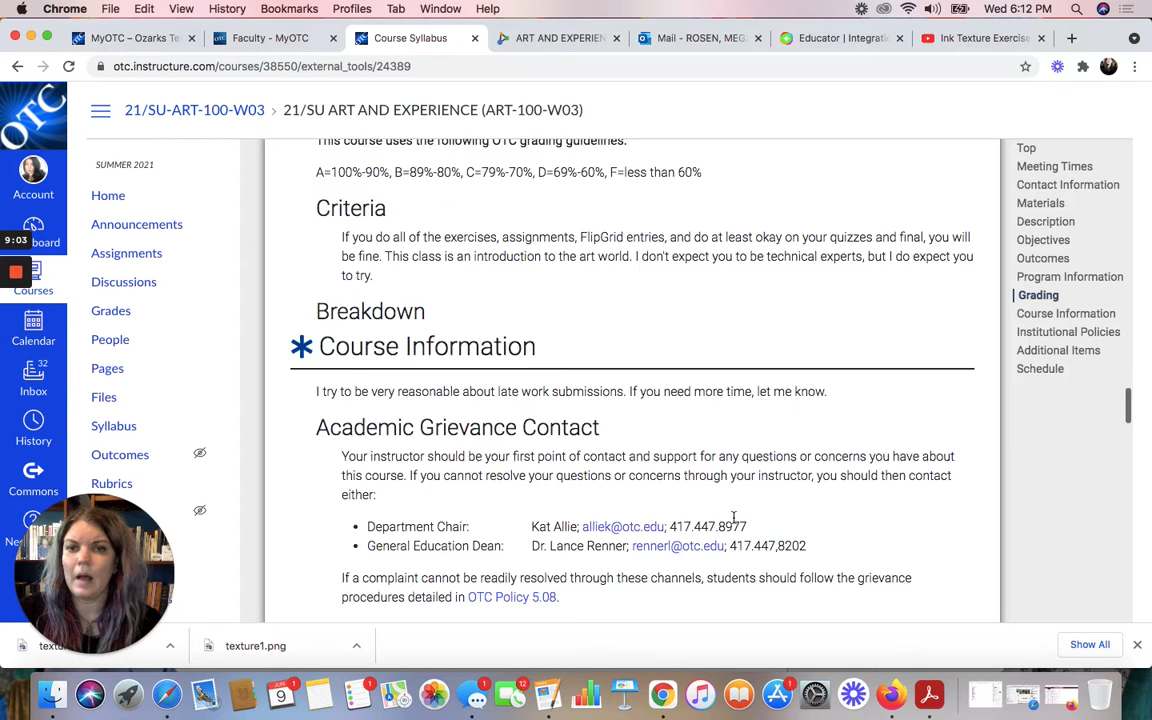 Chrome File Edit View History Bookmarks Profiles Tab Window Help
Wed 6:12 PM
MyOTC – Ozarks Te
Faculty - MyOTC
Course Syllabus
ART AND EXPERIEN
Mail - ROSEN, MEG
Educator | Integrati
Ink Texture Exercise
otc.instructure.com/courses/38550/external_tools/24389
OTC
21/SU-ART-100-W03 › 21/SU ART AND EXPERIENCE (ART-100-W03)
Account
board
9:03
Courses
Calendar
32
Inbox
History
Commons
SUMMER 2021
Home
Announcements
Assignments
Discussions
Grades
People
Pages
Files
Syllabus
Outcomes
Rubrics
This course uses the following OTC grading guidelines.
A=100%-90%, B=89%-80%, C=79%-70%, D=69%-60%, F=less than 60%
Criteria
If you do all of the exercises, assignments, FlipGrid entries, and do at least okay on your quizzes and final, you will
be fine. This class is an introduction to the art world. I don't expect you to be technical experts, but I do expect you
to try.
Breakdown
Course Information
I try to be very reasonable about late work submissions. If you need more time, let me know.
Academic Grievance Contact
Your instructor should be your first point of contact and support for any questions or concerns you have about
this course. If you cannot resolve your questions or concerns through your instructor, you should then contact
either:
• Department Chair: Kat Allie; alliek@otc.edu; 417.447.8977
• General Education Dean: Dr. Lance Renner; rennerl@otc.edu; 417.447,8202
If a complaint cannot be readily resolved through these channels, students should follow the grievance
procedures detailed in OTC Policy 5.08.
Top
Meeting Times
Contact Information
Materials
Description
Objectives
Outcomes
Program Information
Grading
Course Information
Institutional Policies
Additional Items
Schedule
texture1.png
Show All